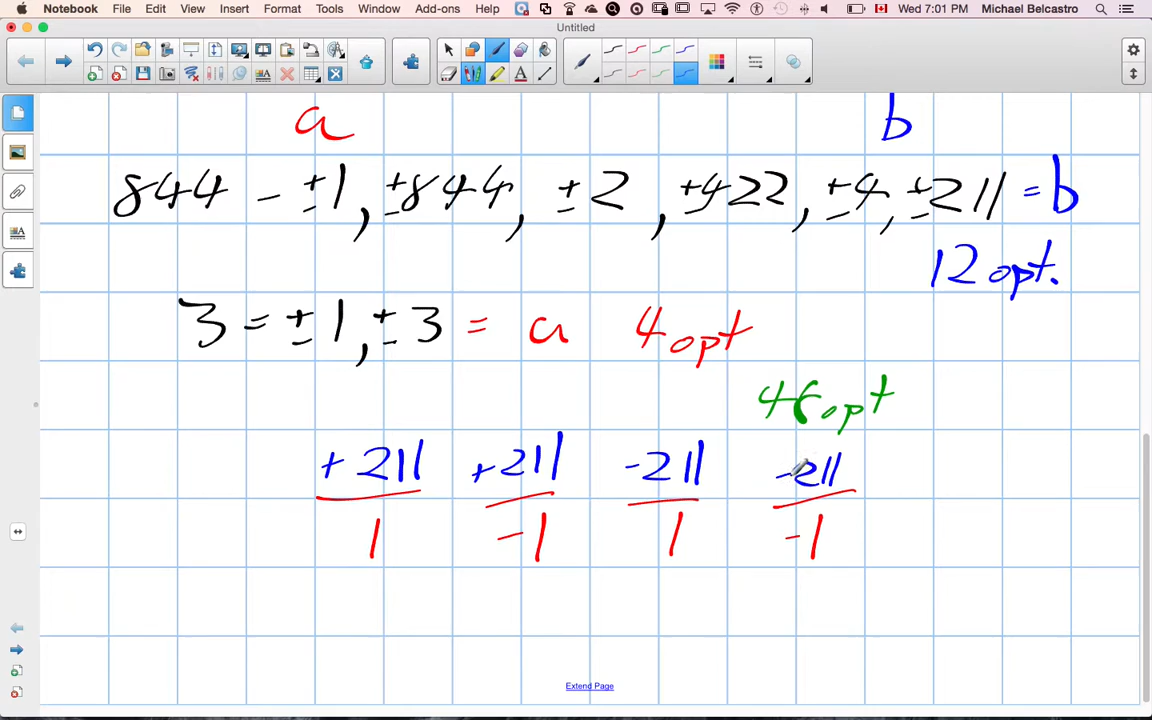 Notebook File Edit View Insert Format Tools Window Add-ons Help Wed 7:01 PM Michael Belcastro
Untitled
a b
844 - ±1, ±844, ±2, ±422, ±4, ±211 = b
12 opt.
3 = ±1, ±3 = a 4 opt
48 opt
+211 +211 -211 -211
1 -1 1 -1
Extend Page